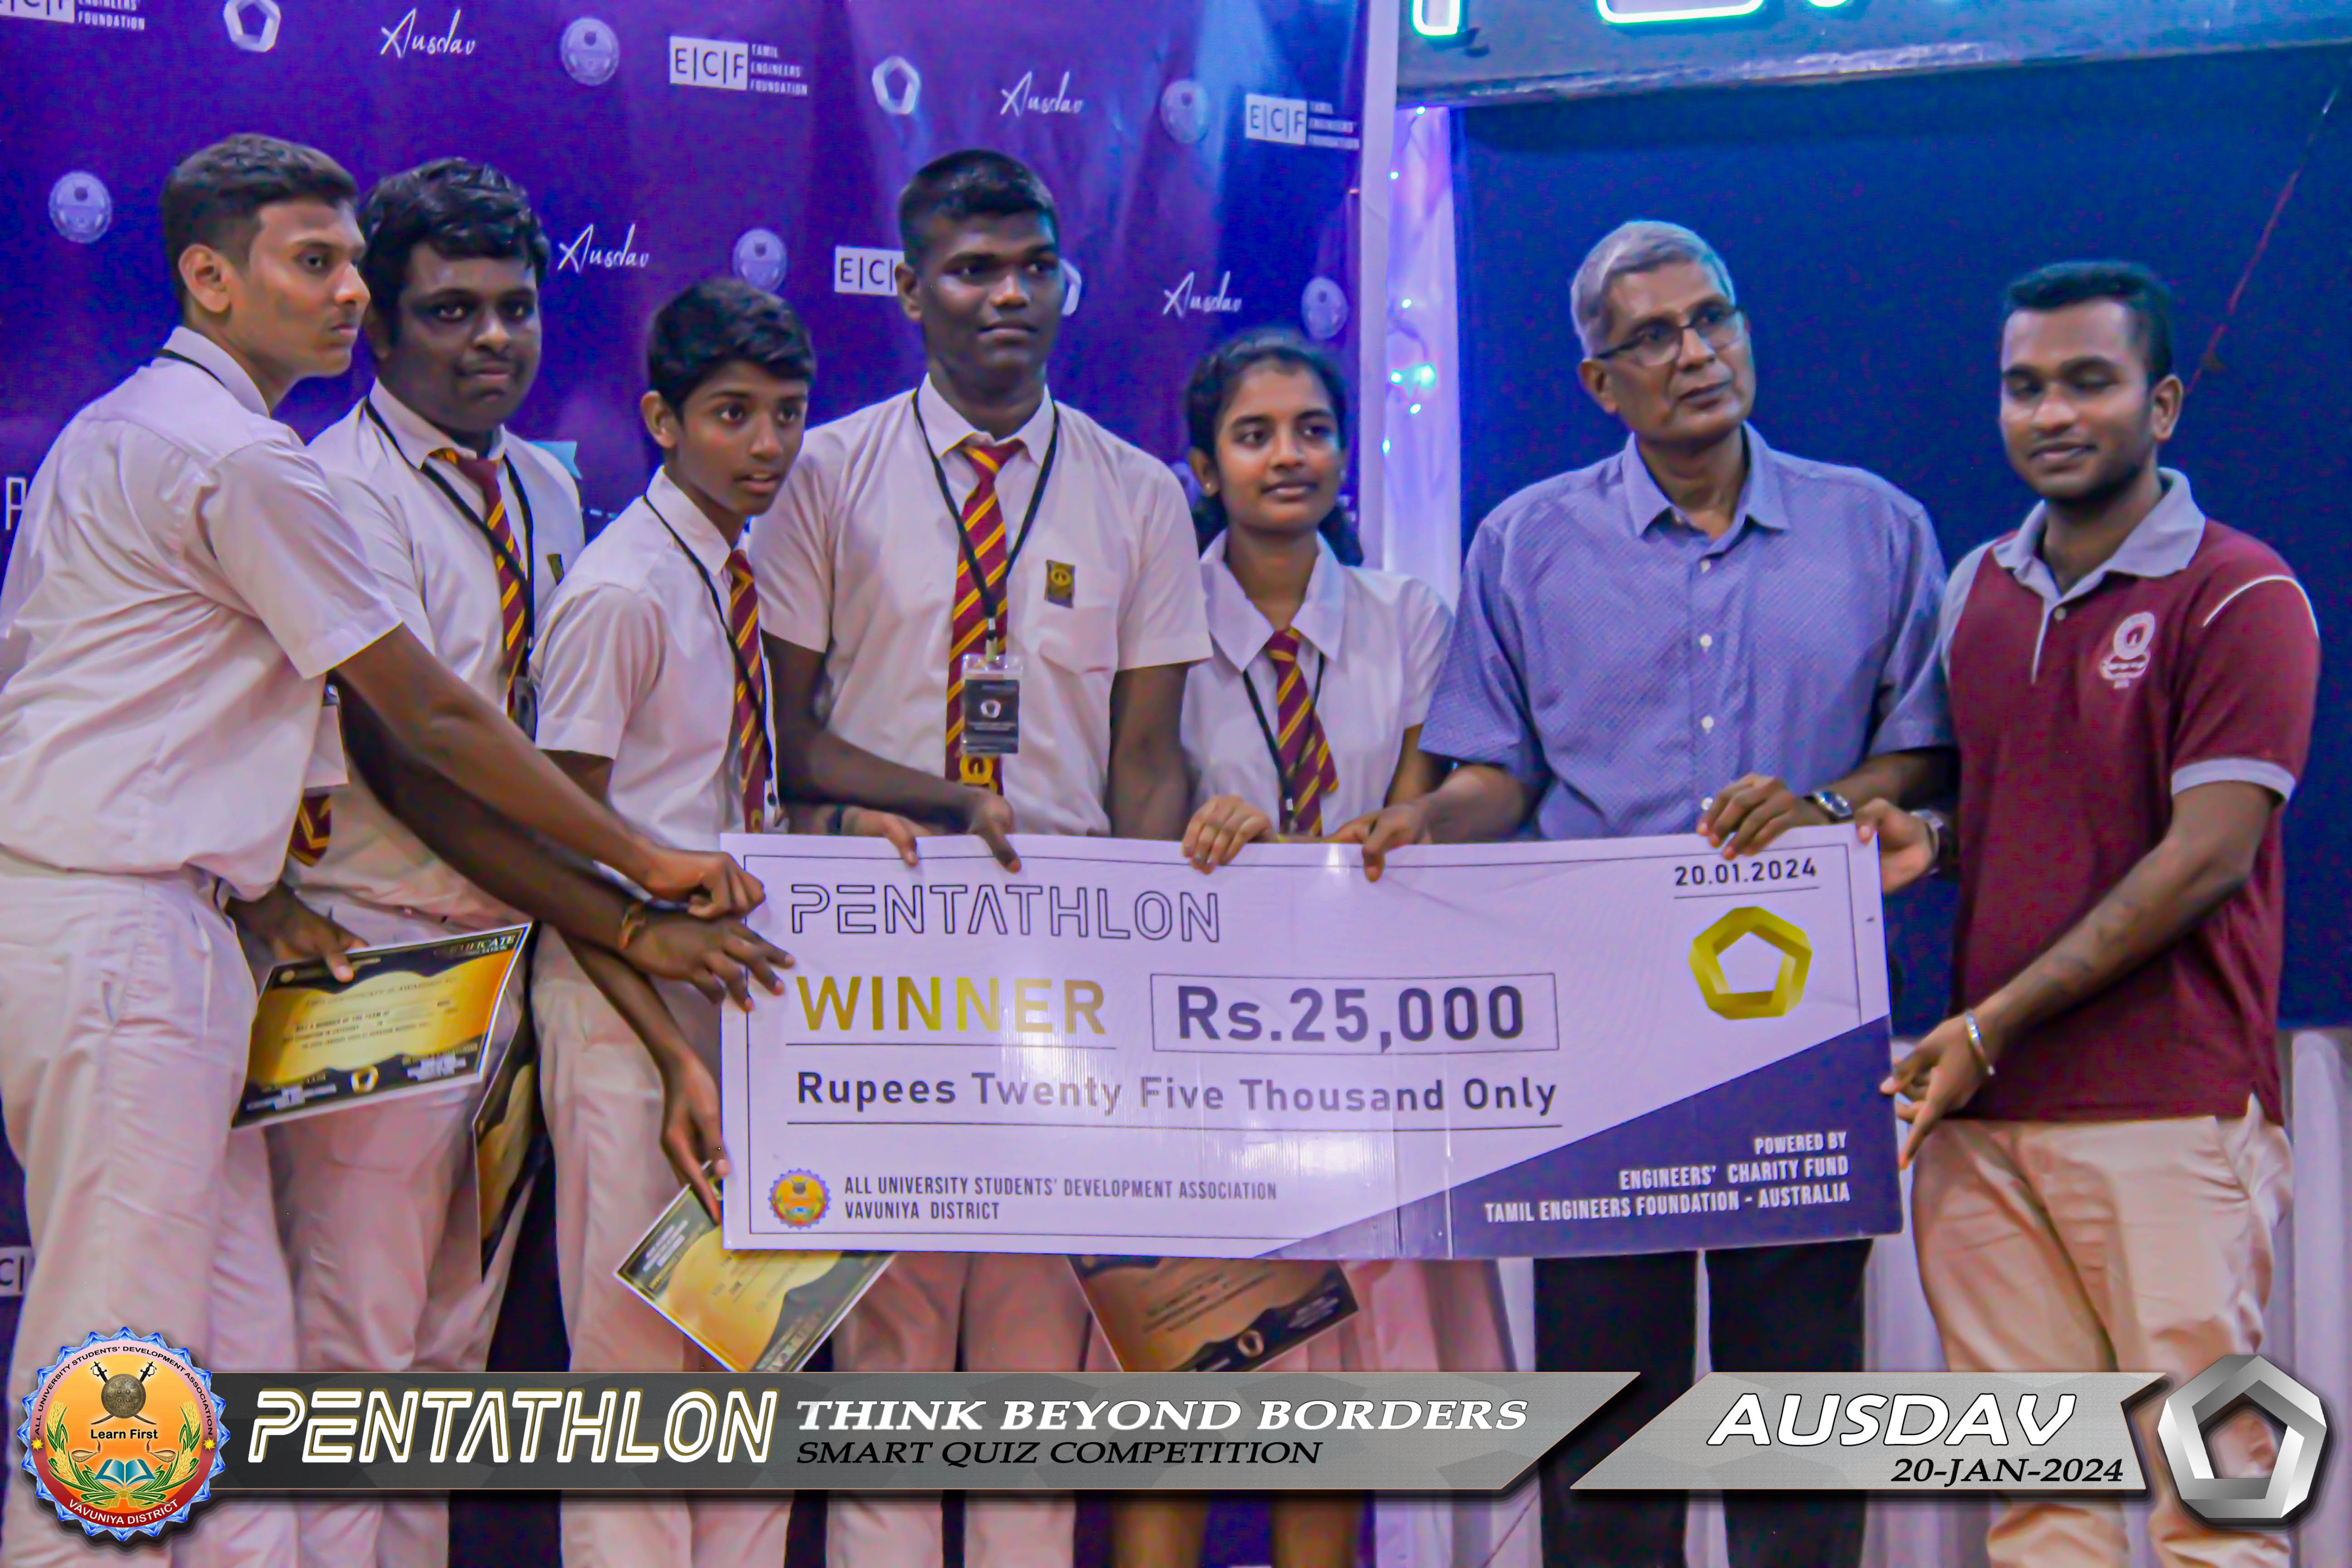 ENGINEERS'
FOUNDATION
Ausdav
E|C|F TAMIL
ENGINEERS'
FOUNDATION
Ausdav
E|C|F TAMIL
ENGINEERS'
FOUNDATION
Ausdav
E|C|
Ausdav
20.01.2024
PENTATHLON
WINNER Rs.25,000
Rupees Twenty Five Thousand Only
POWERED BY
ENGINEERS' CHARITY FUND
TAMIL ENGINEERS FOUNDATION - AUSTRALIA
ALL UNIVERSITY STUDENTS' DEVELOPMENT ASSOCIATION
VAVUNIYA DISTRICT
ALL UNIVERSITY STUDENTS' DEVELOPMENT ASSOCIATION
Learn First
VAVUNIYA DISTRICT
PENTATHLON THINK BEYOND BORDERS
SMART QUIZ COMPETITION
AUSDAV
20-JAN-2024